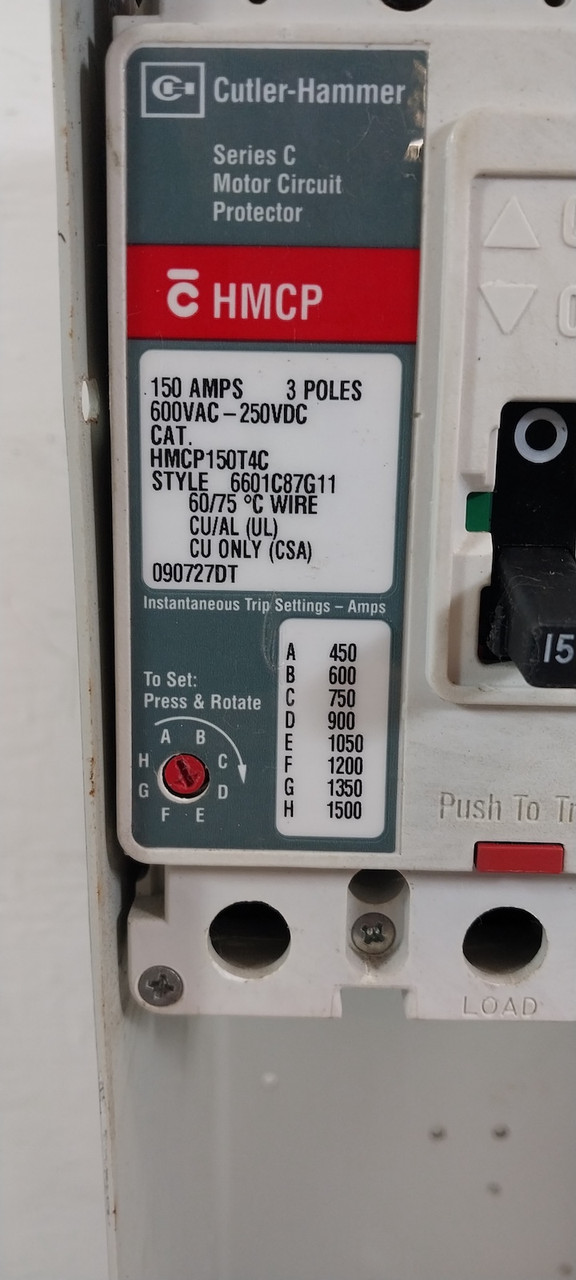 Cutler-Hammer
Series C
Motor Circuit
Protector
C HMCP
150 AMPS 3 POLES
600VAC-250VDC
CAT.
HMCP150T4C
STYLE 6601C87G11
60/75 °C WIRE
CU/AL (UL)
CU ONLY (CSA)
090727DT
Instantaneous Trip Settings - Amps
A 450
B 600
C 750
D 900
E 1050
F 1200
G 1350
H 1500
To Set:
Press & Rotate
A B
H C
G D
F E
O
15
Push To
LOAD